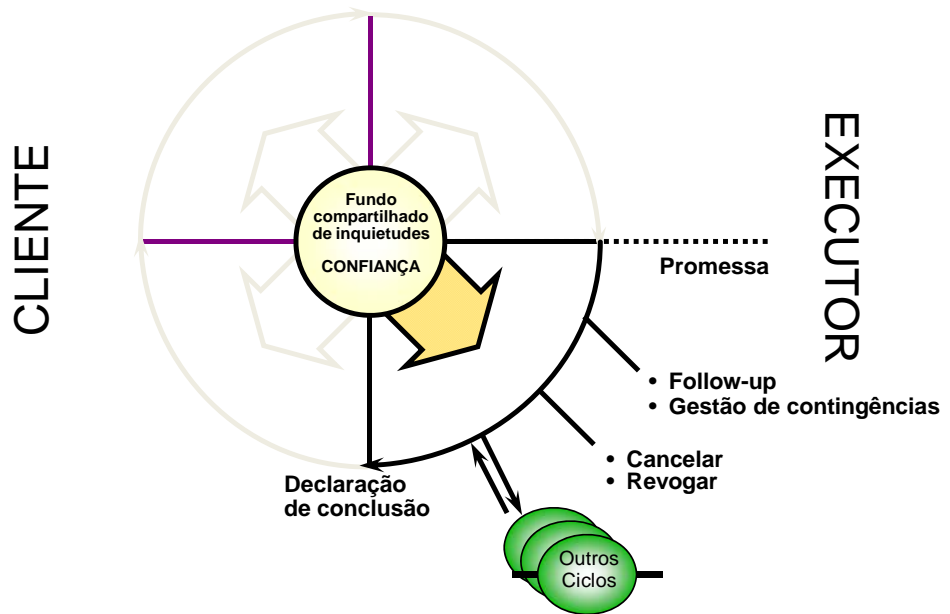 CLIENTE
EXECUTOR
Fundo
compartilhado
de inquietudes
CONFIANÇA
Promessa
• Follow-up
• Gestão de contingências
• Cancelar
• Revogar
Declaração
de conclusão
Outros
Ciclos